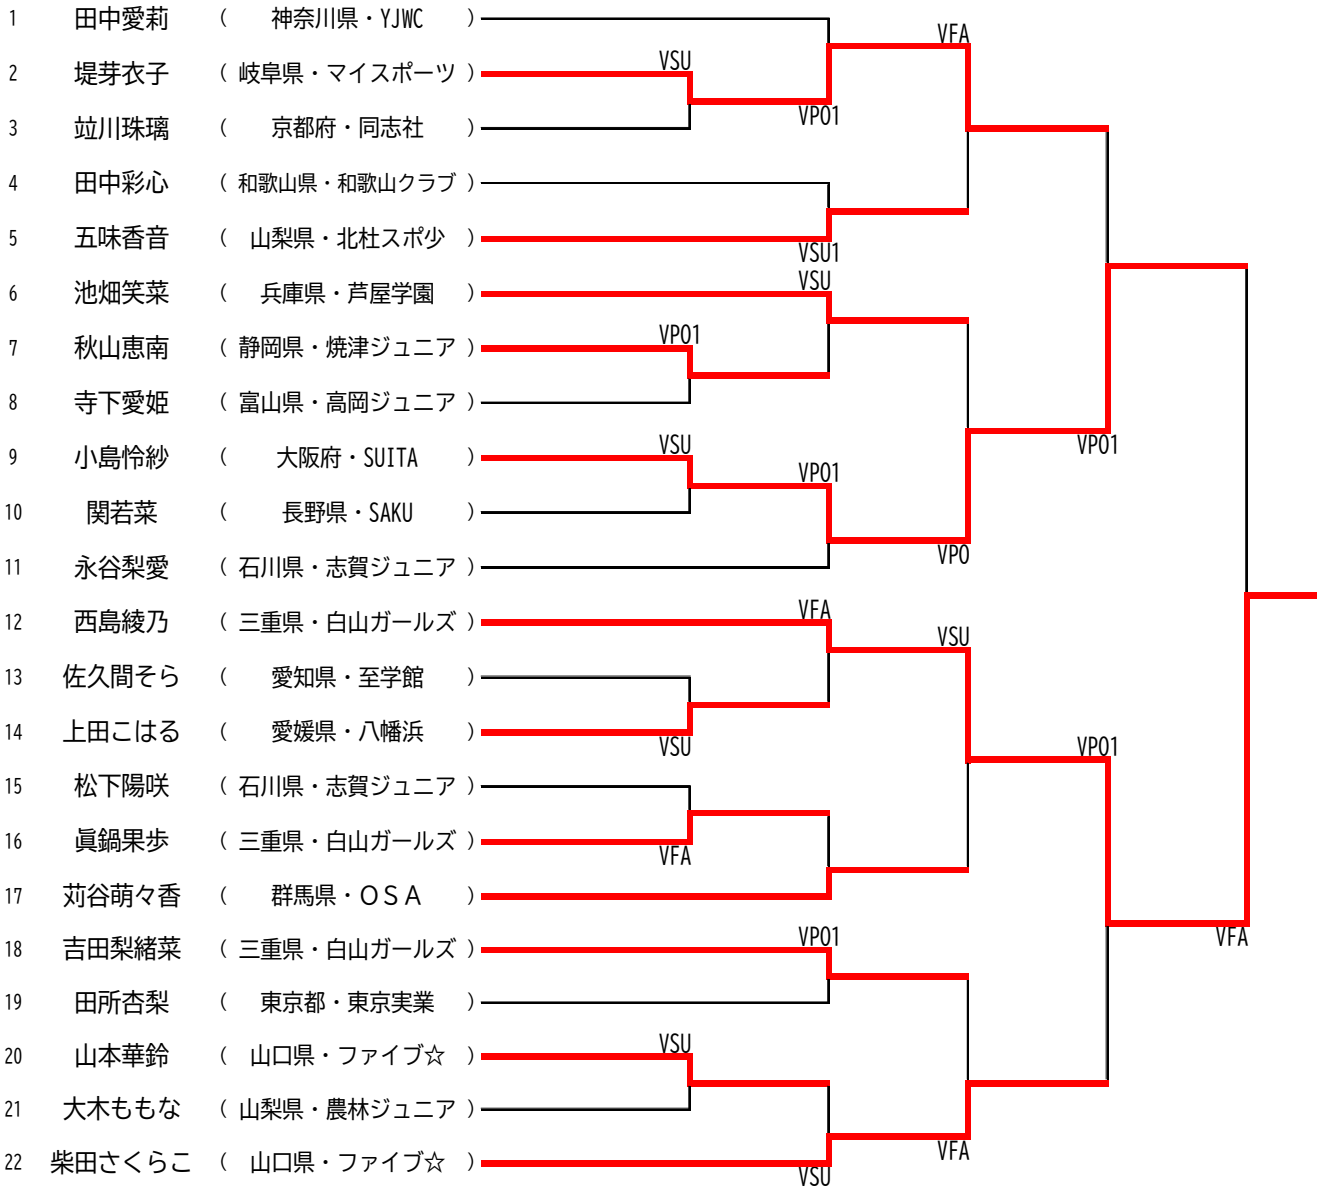 1 田中愛莉 ( 神奈川県・YJWC )
VFA
VSU
2 堤芽衣子 ( 岐阜県・マイスポーツ )
VPO1
3 竝川珠璃 ( 京都府・同志社 )
4 田中彩心 ( 和歌山県・和歌山クラブ )
5 五味香音 ( 山梨県・北杜スポ少 )
VSU1
VSU
6 池畑笑菜 ( 兵庫県・芦屋学園 )
VPO1
7 秋山恵南 ( 静岡県・焼津ジュニア )
8 寺下愛姫 ( 富山県・高岡ジュニア )
VSU
VPO1
9 小島怜紗 ( 大阪府・SUITA )
VPO1
10 関若菜 ( 長野県・SAKU )
VPO
11 永谷梨愛 ( 石川県・志賀ジュニア )
VFA
12 西島綾乃 ( 三重県・白山ガールズ )
VSU
13 佐久間そら ( 愛知県・至学館 )
14 上田こはる ( 愛媛県・八幡浜 )
VSU
VPO1
15 松下陽咲 ( 石川県・志賀ジュニア )
16 眞鍋果歩 ( 三重県・白山ガールズ )
VFA
17 苅谷萌々香 ( 群馬県・ＯＳＡ )
VPO1
VFA
18 吉田梨緒菜 ( 三重県・白山ガールズ )
19 田所杏梨 ( 東京都・東京実業 )
VSU
20 山本華鈴 ( 山口県・ファイブ☆ )
21 大木ももな ( 山梨県・農林ジュニア )
VFA
22 柴田さくらこ ( 山口県・ファイブ☆ )
VSU